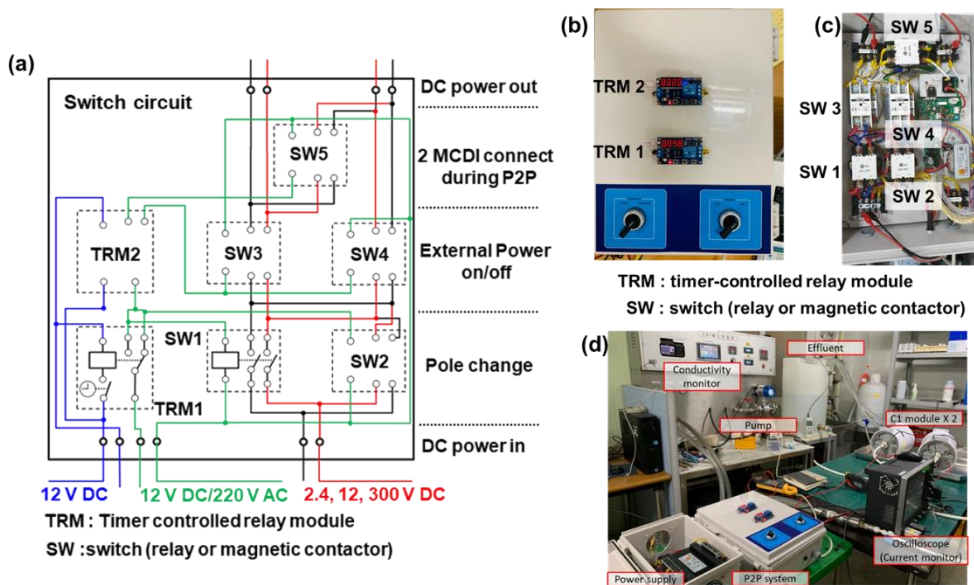 (a)
Switch circuit
DC power out
SW5
2 MCDI connect
during P2P
TRM2
SW3
SW4
External Power
on/off
SW1
SW2
Pole change
TRM1
DC power in
12 V DC
12 V DC/220 V AC
2.4, 12, 300 V DC
TRM : Timer controlled relay module
SW :switch (relay or magnetic contactor)
(b)
TRM 2
TRM 1
(c)
SW 5
SW 3
SW 4
SW 1
SW 2
TRM : timer-controlled relay module
SW : switch (relay or magnetic contactor)
(d)
Effluent
Conductivity
monitor
Pump
C1 module X 2
Oscilloscope
(Current monitor)
Power supply
P2P system